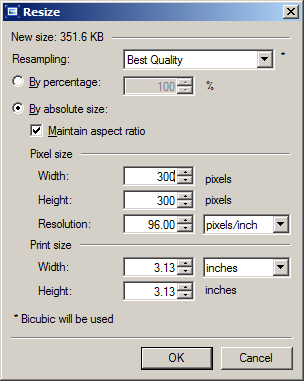 Resize
New size: 351.6 KB
Resampling: Best Quality *
By percentage: 100 %
By absolute size:
Maintain aspect ratio
Pixel size
Width: 300 pixels
Height: 300 pixels
Resolution: 96.00 pixels/inch
Print size
Width: 3.13 inches
Height: 3.13 inches
* Bicubic will be used
OK Cancel